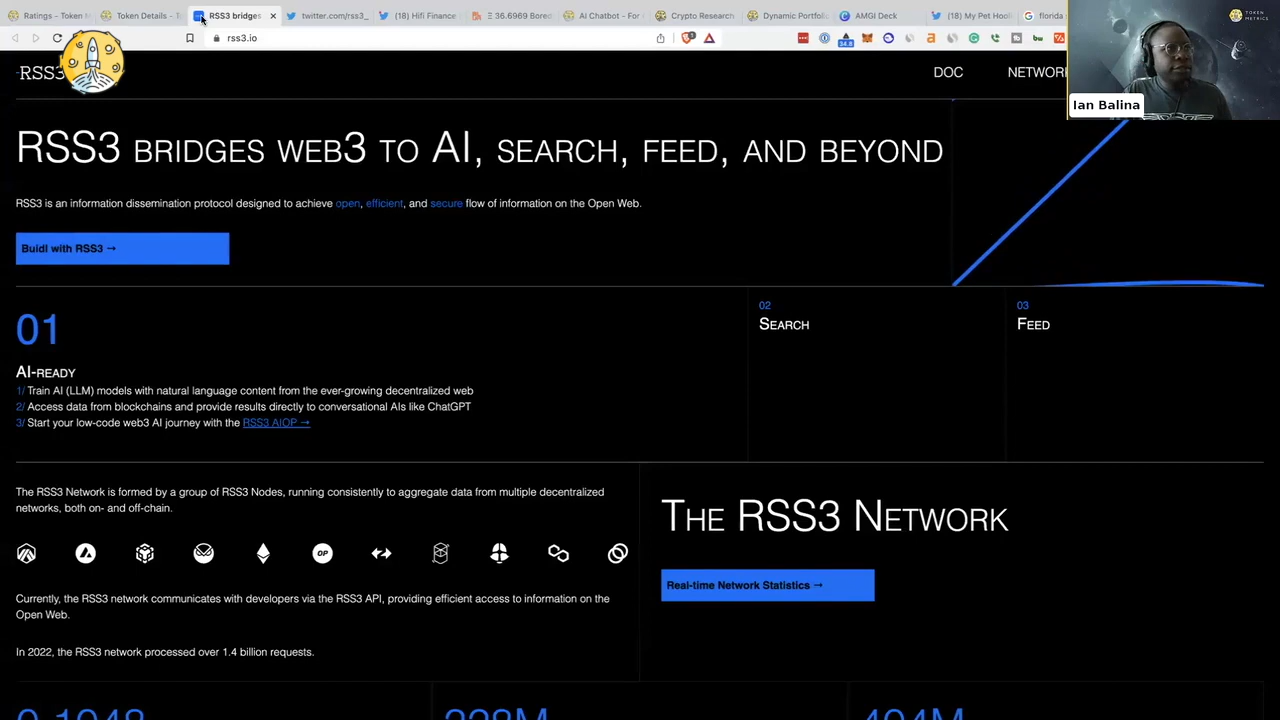 Ratings – Token M
Token Details – T
RSS3 bridges
twitter.com/rss3_
(18) Hifi Finance
Ξ 36.6969 Bored
AI Chatbot - For
Crypto Research
Dynamic Portfoli
AMGI Deck
(18) My Pet Hooli
florida
TOKEN METRICS
rss3.io
34.8
RSS3
DOC
NETWORK
Ian Balina
RSS3 BRIDGES WEB3 TO AI, SEARCH, FEED, AND BEYOND
RSS3 is an information dissemination protocol designed to achieve open, efficient, and secure flow of information on the Open Web.
Buidl with RSS3 →
01
AI-READY
1/ Train AI (LLM) models with natural language content from the ever-growing decentralized web
2/ Access data from blockchains and provide results directly to conversational AIs like ChatGPT
3/ Start your low-code web3 AI journey with the RSS3 AIOP →
02
SEARCH
03
FEED
The RSS3 Network is formed by a group of RSS3 Nodes, running consistently to aggregate data from multiple decentralized
networks, both on- and off-chain.
OP
Currently, the RSS3 network communicates with developers via the RSS3 API, providing efficient access to information on the
Open Web.
In 2022, the RSS3 network processed over 1.4 billion requests.
THE RSS3 NETWORK
Real-time Network Statistics →